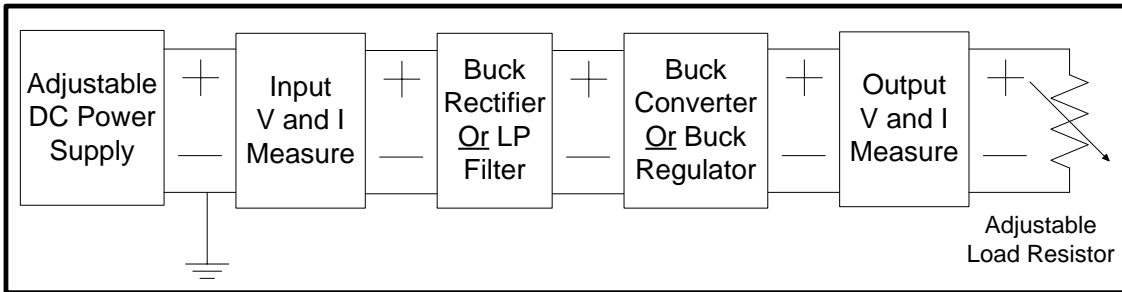 Adjustable
DC Power
Supply
+
—
Input
V and I
Measure
+
—
Buck
Rectifier
Or LP
Filter
+
—
Buck
Converter
Or Buck
Regulator
+
—
Output
V and I
Measure
+
—
Adjustable
Load Resistor